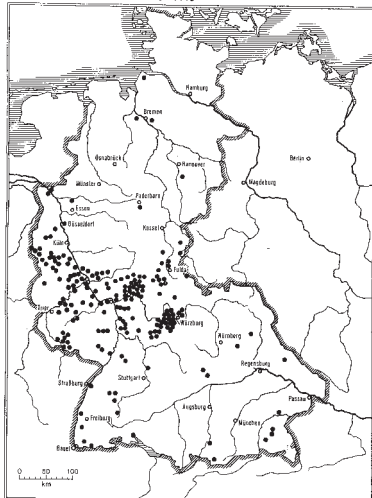 Hamburg
Bremen
Osnabrück
Hannover
Berlin
Münster
Magdeburg
Paderborn
Essen
Düsseldorf
Kassel
Köln
Fulda
Trier
Würzburg
Nürnberg
Regensburg
Straßburg
Stuttgart
Passau
Augsburg
Freiburg
München
Basel
0 50 100
km